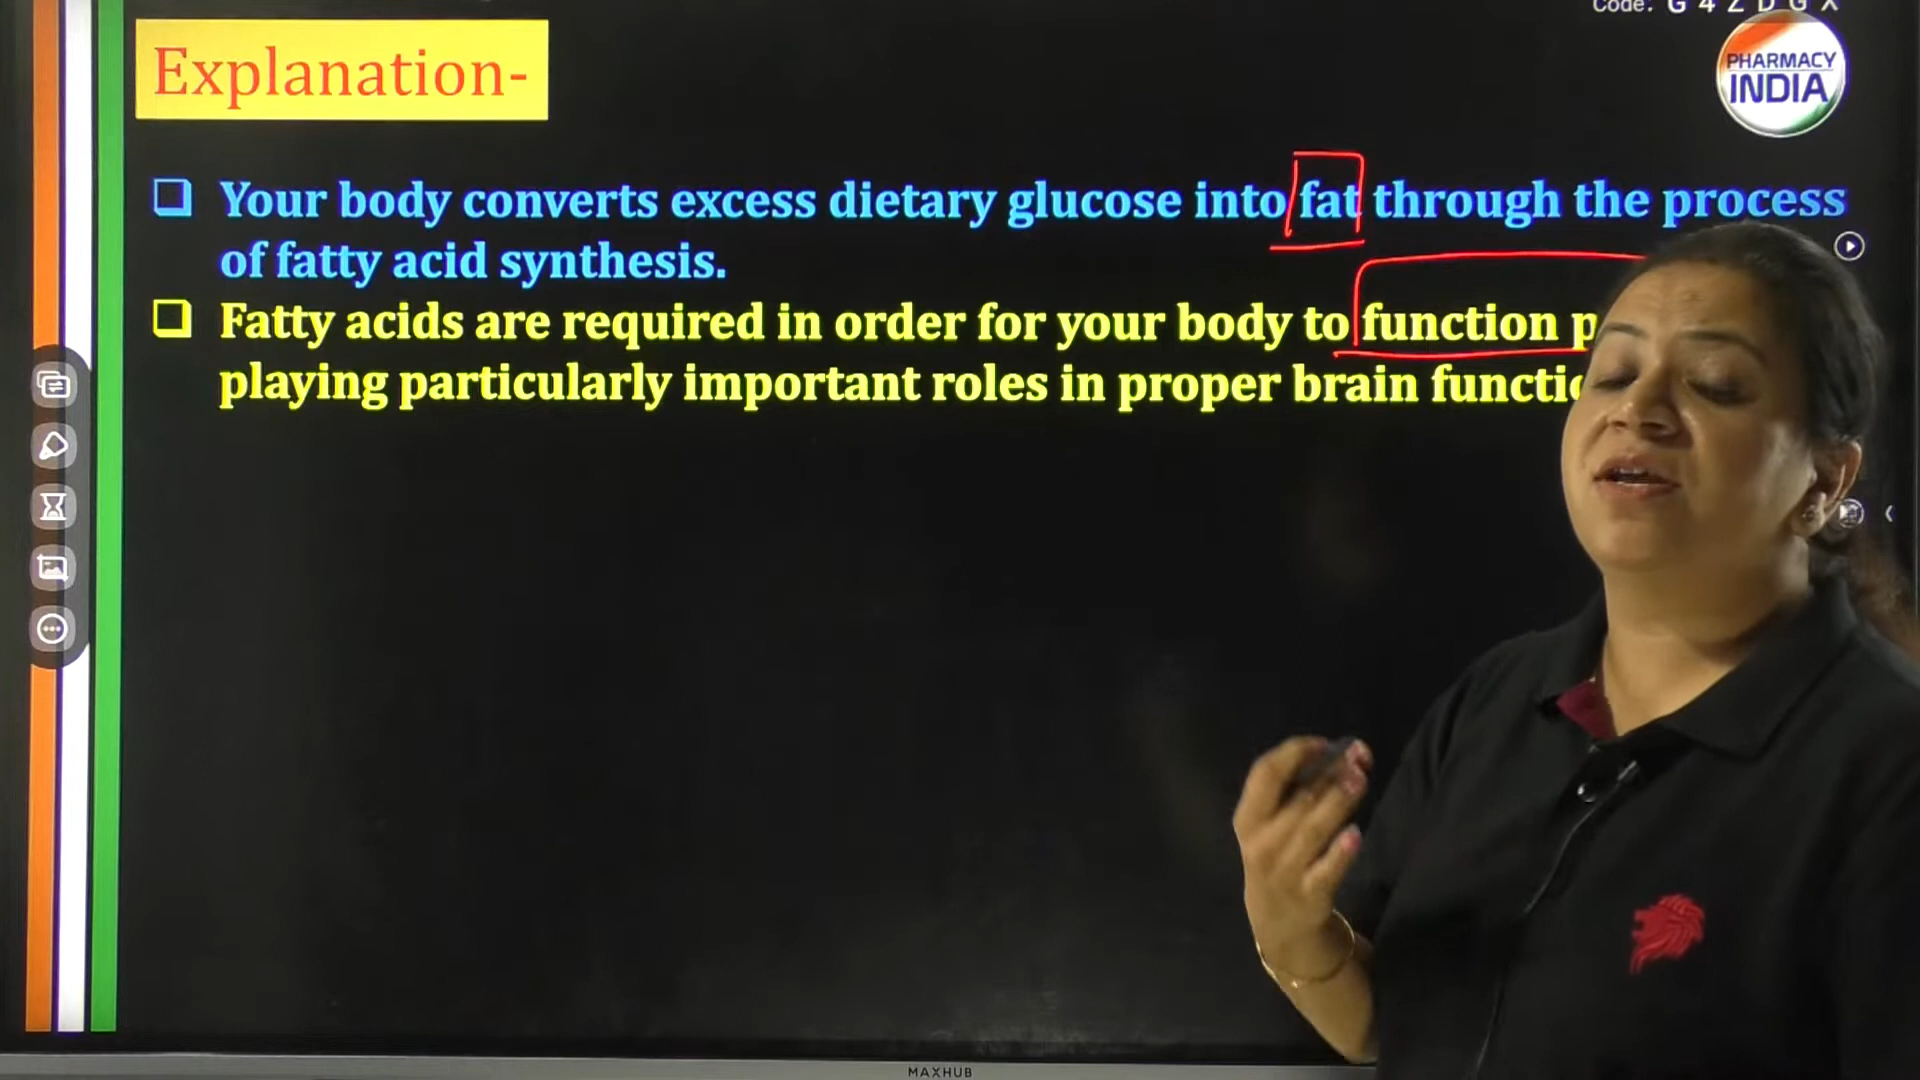 Code: G 4 Z D G X
Explanation-
PHARMACY
INDIA
Your body converts excess dietary glucose into fat through the process
of fatty acid synthesis.
Fatty acids are required in order for your body to function
playing particularly important roles in proper brain
MAXHUB